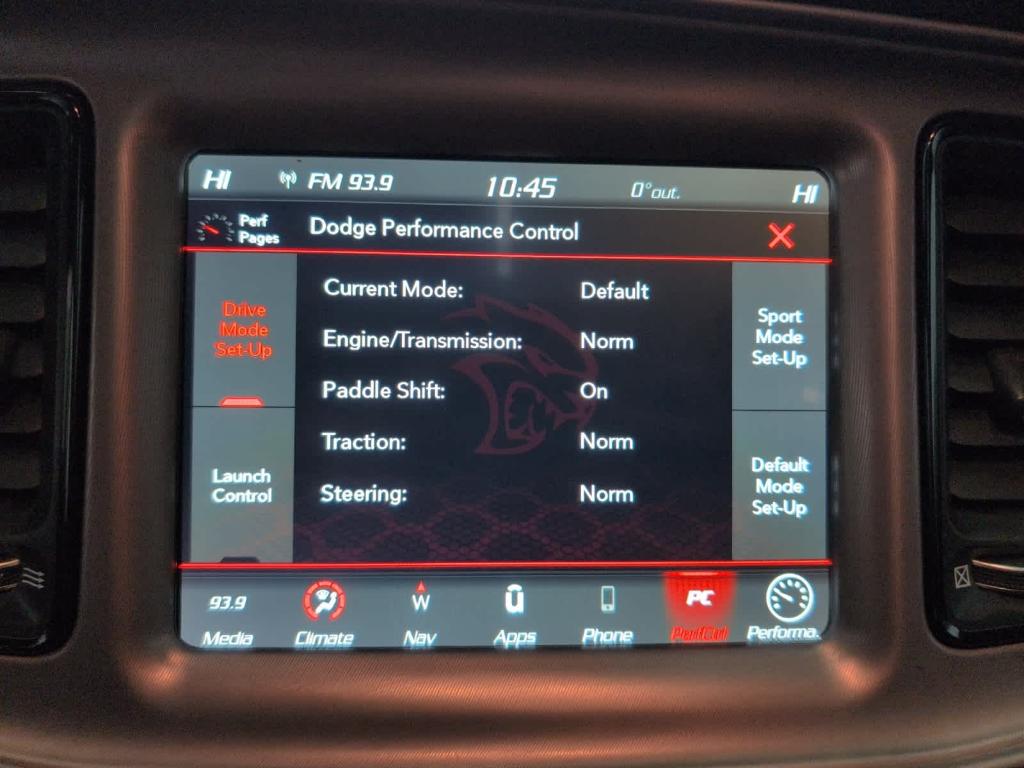 HI FM 93.9 10:45 0°out. HI
Perf
Pages
Dodge Performance Control
Drive
Mode
Set-Up
Launch
Control
Current Mode: Default
Engine/Transmission: Norm
Paddle Shift: On
Traction: Norm
Steering: Norm
Sport
Mode
Set-Up
Default
Mode
Set-Up
93.9 W ū PC
Media Climate Nav Apps Phone Performa.